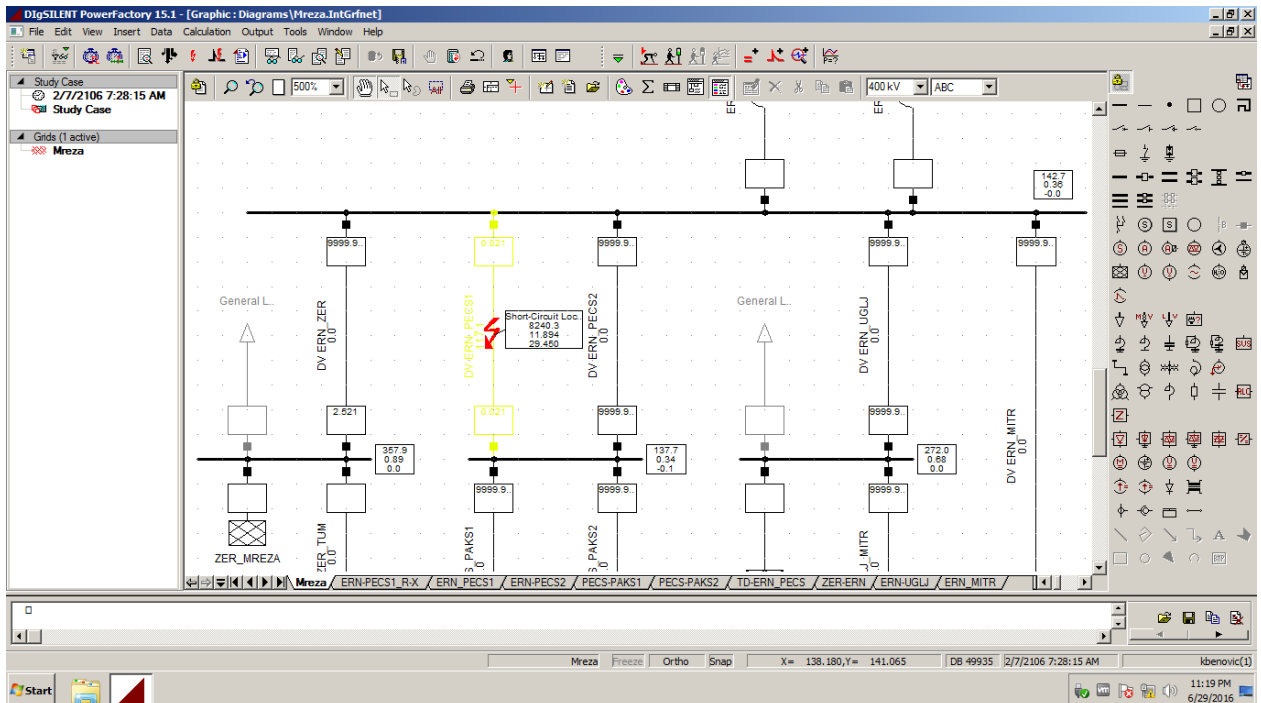 DIgSILENT PowerFactory 15.1 - [Graphic : Diagrams\Mreza.IntGrfnet]
File Edit View Insert Data Calculation Output Tools Window Help
Study Case
2/7/2106 7:28:15 AM
Study Case
Grids (1 active)
Mreza
500%
400 kV
ABC
142.7
0.36
-0.0
9999.9..
0.021
9999.9..
9999.9..
9999.9..
General L..
DV ERN_ZER
0.0
DV ERN_PECS1
Short-Circuit Loc.
8240.3
11.894
29.450
DV ERN_PECS2
0.0
General L..
DV ERN_UGLJ
0.0
DV ERN_MITR
0.0
2.521
0.021
9999.9..
9999.9..
357.9
0.89
0.0
137.7
0.34
-0.1
272.0
0.68
0.0
9999.9..
9999.9..
9999.9..
ZER_MREZA
ZER_TUM
0.0
S_PAKS1
.0
S_PAKS2
.0
J_MITR
.0
Mreza ERN-PECS1_R-X ERN_PECS1 ERN-PECS2 PECS-PAKS1 PECS-PAKS2 TD-ERN_PECS ZER-ERN ERN-UGLJ ERN_MITR
Mreza Freeze Ortho Snap X= 138.180,Y= 141.065 DB 49935 2/7/2106 7:28:15 AM kbenovic(1)
Start
11:19 PM
6/29/2016